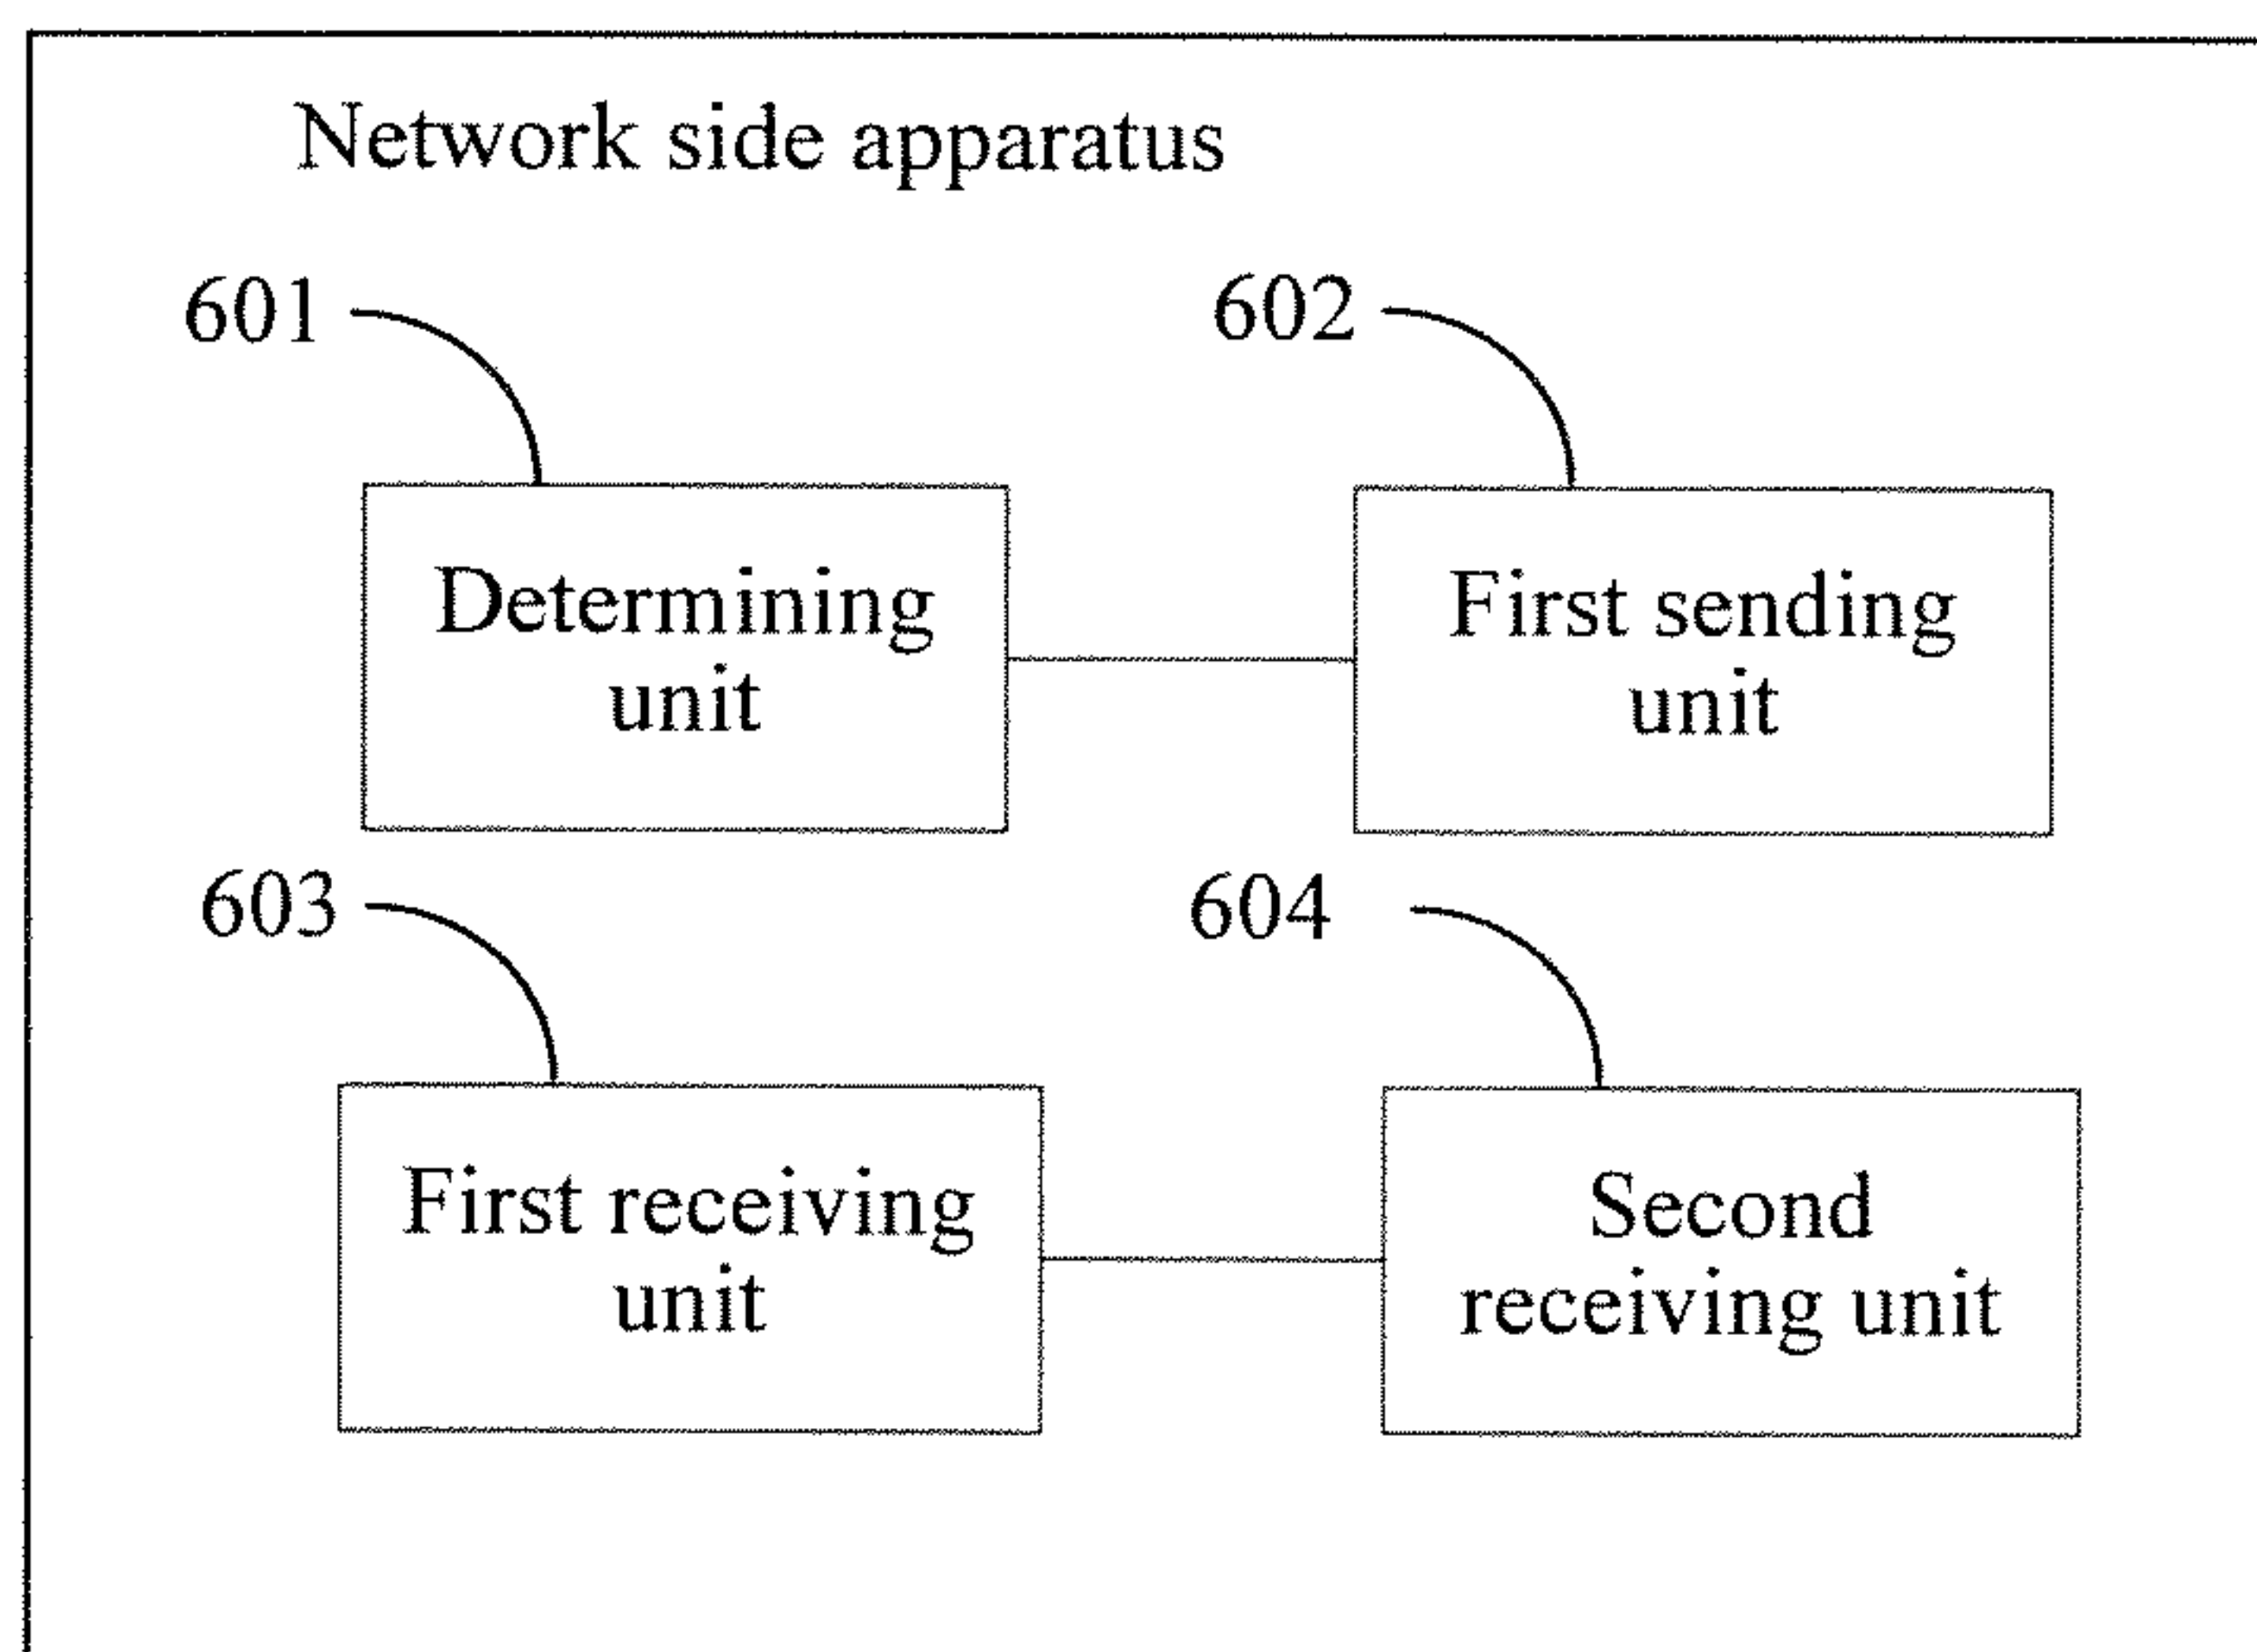 Network side apparatus
601
602
Determining
unit
First sending
unit
603
604
First receiving
unit
Second
receiving unit